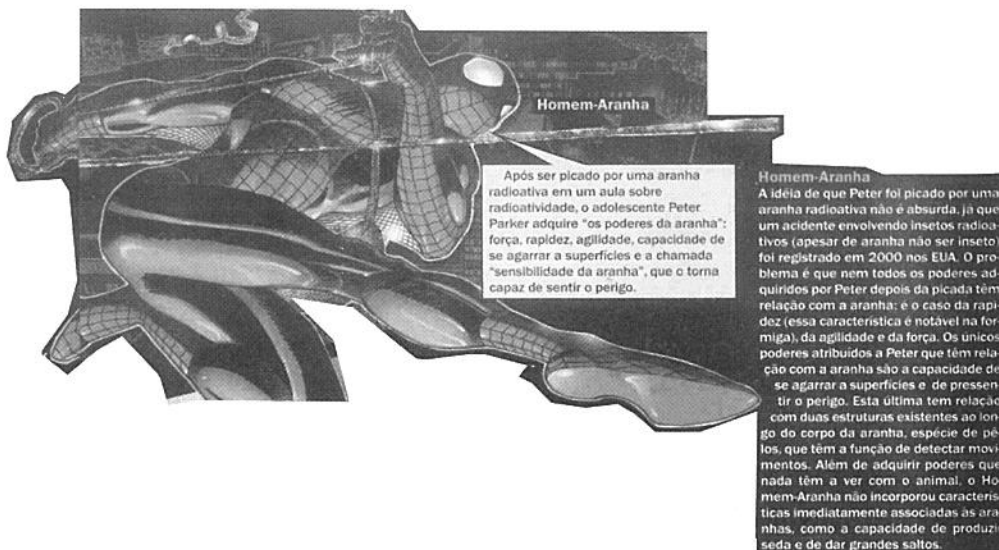 Homem-Aranha
Após ser picado por uma aranha
radioativa em um aula sobre
radioatividade, o adolescente Peter
Parker adquire "os poderes da aranha":
força, rapidez, agilidade, capacidade de
se agarrar a superfícies e a chamada
"sensibilidade da aranha", que o torna
capaz de sentir o perigo.
Homem-Aranha
A idéia de que Peter foi picado por uma
aranha radioativa não é absurda, já que
um acidente envolvendo insetos radioa-
tivos (apesar de aranha não ser inseto)
foi registrado em 2000 nos EUA. O pro-
blema é que nem todos os poderes ad-
quiridos por Peter depois da picada têm
relação com a aranha: é o caso da rapi-
dez (essa característica é notável na for-
miga), da agilidade e da força. Os únicos
poderes atribuídos a Peter que têm rela-
ção com a aranha são a capacidade de
se agarrar a superfícies e de pressen-
tir o perigo. Esta última tem relação
com duas estruturas existentes ao lon-
go do corpo da aranha, espécie de pê-
los, que têm a função de detectar movi-
mentos. Além de adquirir poderes que
nada têm a ver com o animal, o Ho-
mem-Aranha não incorporou caracterís-
ticas imediatamente associadas às ara-
nhas, como a capacidade de produzi
seda e de dar grandes saltos.